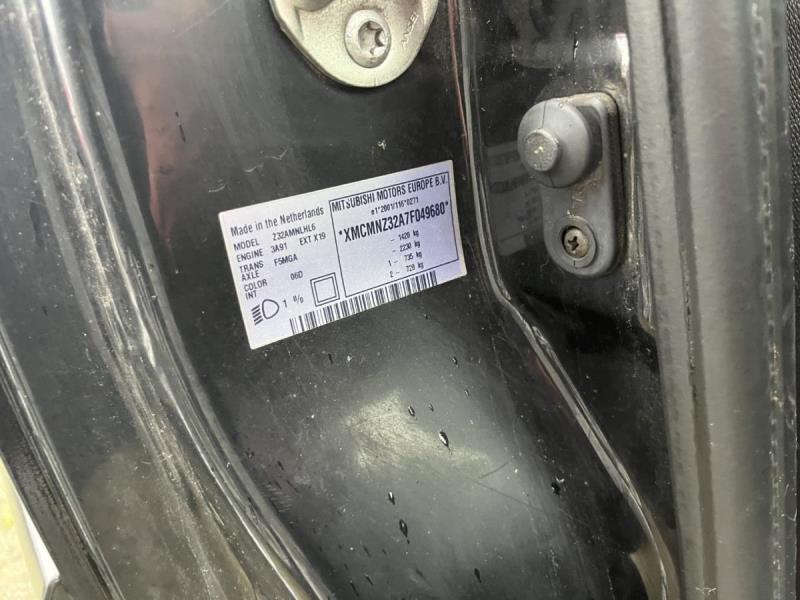 Made in the Netherlands
MODEL Z32AMNLHL6
ENGINE 3A91 EXT X19
TRANS AXLE F5MGA
COLOR INT 06D
1 %
MITSUBISHI MOTORS EUROPE B.V.
e1*2001/116*0271
*XMCMNZ32A7F049680*
- 1420 kg
- 2230 kg
1 - 735 kg
2 - 720 kg